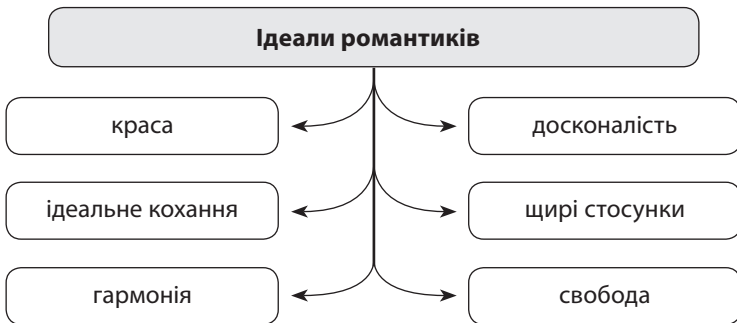 Ідеали романтиків
краса
досконалість
ідеальне кохання
щирі стосунки
гармонія
свобода